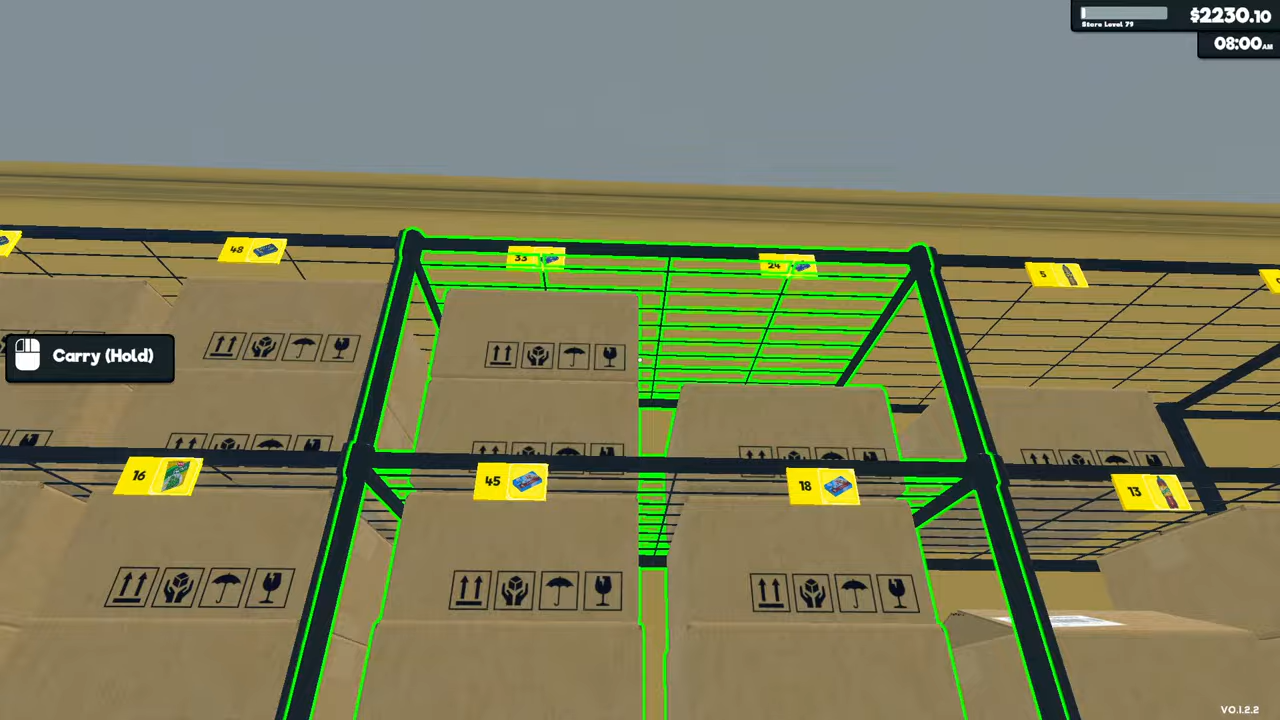 $2230.10
Store Level 79
08:00AM
48
33
24
5
Carry (Hold)
16
45
18
13
V0.1.2.2